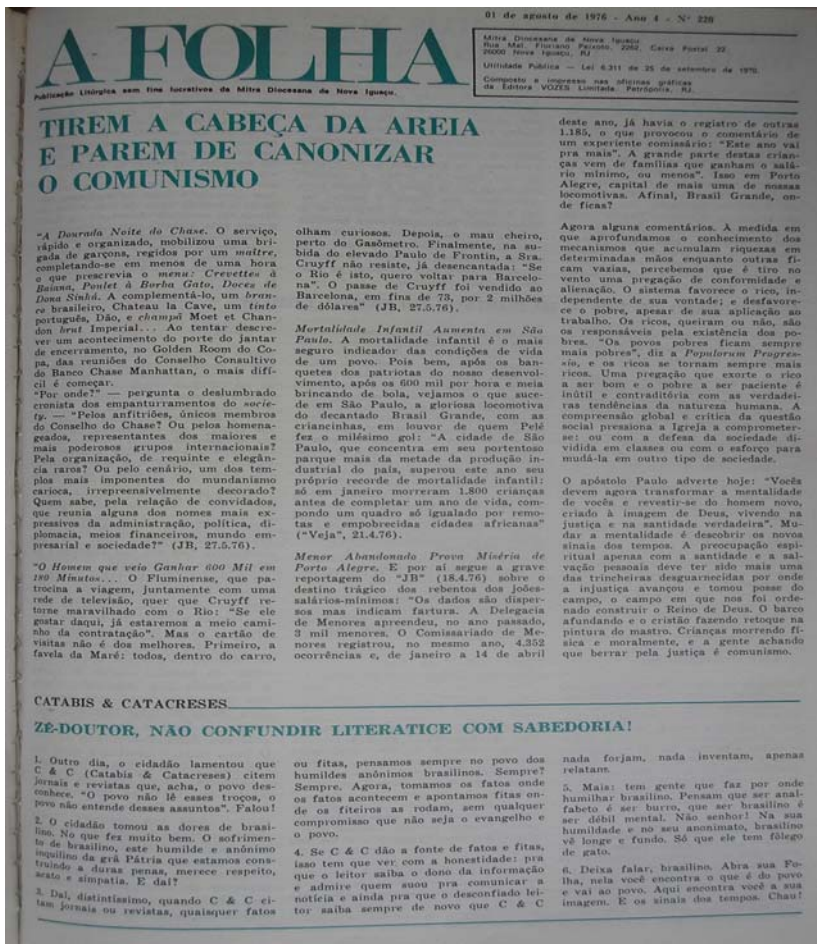 01 de agosto de 1976 - Ano 4 - Nº 220
A FOLHA
Mitra Diocesana de Nova Iguaçu
Rua Mal. Floriano Peixoto, 2262, Caixa Postal 22
26000 Nova Iguaçu, RJ
Utilidade Pública — Lei 6.311 de 25 de setembro de 1970.
Composto e impresso nas oficinas gráficas
da Editora VOZES Limitada, Petrópolis, RJ.
Publicação Litúrgica sem fins lucrativos da Mitra Diocesana de Nova Iguaçu.
TIREM A CABEÇA DA AREIA
E PAREM DE CANONIZAR
O COMUNISMO
"A Dourada Noite do Chase. O serviço,
rápido e organizado, mobilizou uma bri-
gada de garçons, regidos por um maître,
completando-se em menos de uma hora
o que prescrevia o menu: Crevettes à
Baiana, Poulet à Borba Gato, Doces de
Dona Sinhá. A complementá-lo, um bran-
co brasileiro, Chateau la Cave, um tinto
português, Dão, e champã Moet et Chan-
don brut Imperial... Ao tentar descre-
ver um acontecimento do porte do jantar
de encerramento, no Golden Room do Co-
pa, das reuniões do Conselho Consultivo
do Banco Chase Manhattan, o mais difí-
cil é começar.
"Por onde?" — pergunta o deslumbrado
cronista dos empanturramentos do socie-
ty. — "Pelos anfitriões, únicos membros
do Conselho do Chase? Ou pelos homena-
geados, representantes dos maiores e
mais poderosos grupos internacionais?
Pela organização, de requinte e elegân-
cia raros? Ou pelo cenário, um dos tem-
plos mais imponentes do mundanismo
carioca, irrepreensivelmente decorado?
Quem sabe, pela relação de convidados,
que reunia alguns dos nomes mais ex-
pressivos da administração, política, di-
plomacia, meios financeiros, mundo em-
presarial e sociedade?" (JB, 27.5.76).
"O Homem que veio Ganhar 600 Mil em
180 Minutos... O Fluminense, que pa-
trocina a viagem, juntamente com uma
rede de televisão, quer que Cruyff re-
torne maravilhado com o Rio: "Se ele
gostar daqui, já estaremos a meio cami-
nho da contratação". Mas o cartão de
visitas não é dos melhores. Primeiro, a
favela da Maré: todos, dentro do carro,
olham curiosos. Depois, o mau cheiro,
perto do Gasômetro. Finalmente, na su-
bida do elevado Paulo de Frontin, a Sra.
Cruyff não resiste, já desencantada: "Se
o Rio é isto, quero voltar para Barcelo-
na". O passe de Cruyff foi vendido ao
Barcelona, em fins de 73, por 2 milhões
de dólares" (JB, 27.5.76).
Mortalidade Infantil Aumenta em São
Paulo. A mortalidade infantil é o mais
seguro indicador das condições de vida
de um povo. Pois bem, após os ban-
quetes dos patriotas do nosso desenvol-
vimento, após os 600 mil por hora e meia
brincando de bola, vejamos o que suce-
de em São Paulo, a gloriosa locomotiva
do decantado Brasil Grande, com as
criancinhas, em louvor de quem Pelé
fez o milésimo gol: "A cidade de São
Paulo, que concentra em seu portentoso
parque mais da metade da produção in-
dustrial do país, superou este ano seu
próprio recorde de mortalidade infantil:
só em janeiro morreram 1.800 crianças
antes de completar um ano de vida, com-
pondo um quadro só igualado por remo-
tas e empobrecidas cidades africanas"
("Veja", 21.4.76).
Menor Abandonado Prova Miséria de
Porto Alegre. E por aí segue a grave
reportagem do "JB" (18.4.76) sobre o
destino trágico dos rebentos dos joões-
salários-mínimos: "Os dados são disper-
sos mas indicam fartura. A Delegacia
de Menores apreendeu, no ano passado,
3 mil menores. O Comissariado de Me-
nores registrou, no mesmo ano, 4.352
ocorrências e, de janeiro a 14 de abril
deste ano, já havia o registro de outras
1.185, o que provocou o comentário de
um experiente comissário: "Este ano vai
pra mais". A grande parte destas crian-
ças vem de famílias que ganham o salá-
rio mínimo, ou menos". Isso em Porto
Alegre, capital de mais uma de nossas
locomotivas. Afinal, Brasil Grande, on-
de ficas?
Agora alguns comentários. À medida em
que aprofundamos o conhecimento dos
mecanismos que acumulam riquezas em
determinadas mãos enquanto outras fi-
cam vazias, percebemos que é tiro no
vento uma pregação de conformidade e
alienação. O sistema favorece o rico, in-
dependente de sua vontade; e desfavore-
ce o pobre, apesar de sua aplicação ao
trabalho. Os ricos, queiram ou não, são
os responsáveis pela existência dos po-
bres. "Os povos pobres ficam sempre
mais pobres", diz a Populorum Progres-
sio, e os ricos se tornam sempre mais
ricos. Uma pregação que exorte o rico
a ser bom e o pobre a ser paciente é
inútil e contraditória com as verdadei-
ras tendências da natureza humana. A
compreensão global e crítica da questão
social pressiona a Igreja a comprometer-
se: ou com a defesa da sociedade di-
vidida em classes ou com o esforço para
mudá-la em outro tipo de sociedade.
O apóstolo Paulo adverte hoje: "Vocês
devem agora transformar a mentalidade
de vocês e revestir-se do homem novo,
criado à imagem de Deus, vivendo na
justiça e na santidade verdadeira". Mu-
dar a mentalidade é descobrir os novos
sinais dos tempos. A preocupação espi-
ritual apenas com a santidade e a sal-
vação pessoais deve ter sido mais uma
das trincheiras desguarnecidas por onde
a injustiça avançou e tomou posse do
campo, o campo em que nos foi orde-
nado construir o Reino de Deus. O barco
afundando e o cristão fazendo retoque na
pintura do mastro. Crianças morrendo fí-
sica e moralmente, e a gente achando
que berrar pela justiça é comunismo.
CATABIS & CATACRESES
ZÉ-DOUTOR, NÃO CONFUNDIR LITERATICE COM SABEDORIA!
1. Outro dia, o cidadão lamentou que
C & C (Catabis & Catacreses) citem
jornais e revistas que, acha, o povo des-
conhece. "O povo não lê esses troços, o
povo não entende desses assuntos". Falou!
2. O cidadão tomou as dores de brasi-
lino. No que fez muito bem. O sofrimen-
to de brasilino, este humilde e anônimo
inquilino da grã Pátria que estamos cons-
truindo a duras penas, merece respeito,
acato e simpatia. E daí?
3. Daí, distintíssimo, quando C & C ci-
tam jornais ou revistas, quaisquer fatos
ou fitas, pensamos sempre no povo dos
humildes anônimos brasilinos. Sempre?
Sempre. Agora, tomamos os fatos onde
os fatos acontecem e apontamos fitas on-
de os fiteiros as rodam, sem qualquer
compromisso que não seja o evangelho e
o povo.
4. Se C & C dão a fonte de fatos e fitas,
isso tem que ver com a honestidade: pra
que o leitor saiba o dono da informação
e admire quem suou pra comunicar a
notícia e ainda pra que o desconfiado lei-
tor saiba sempre de novo que C & C
nada forjam, nada inventam, apenas
relatam.
5. Mais: tem gente que faz por onde
humilhar brasilino. Pensam que ser anal-
fabeto é ser burro, que ser brasilino é
ser débil mental. Não senhor! Na sua
humildade e no seu anonimato, brasilino
vê longe e fundo. Só que ele tem fôlego
de gato.
6. Deixa falar, brasilino. Abra sua Fo-
lha, nela você encontra o que é do povo
e vai ao povo. Aqui encontra você a sua
imagem. E os sinais dos tempos. Chau!